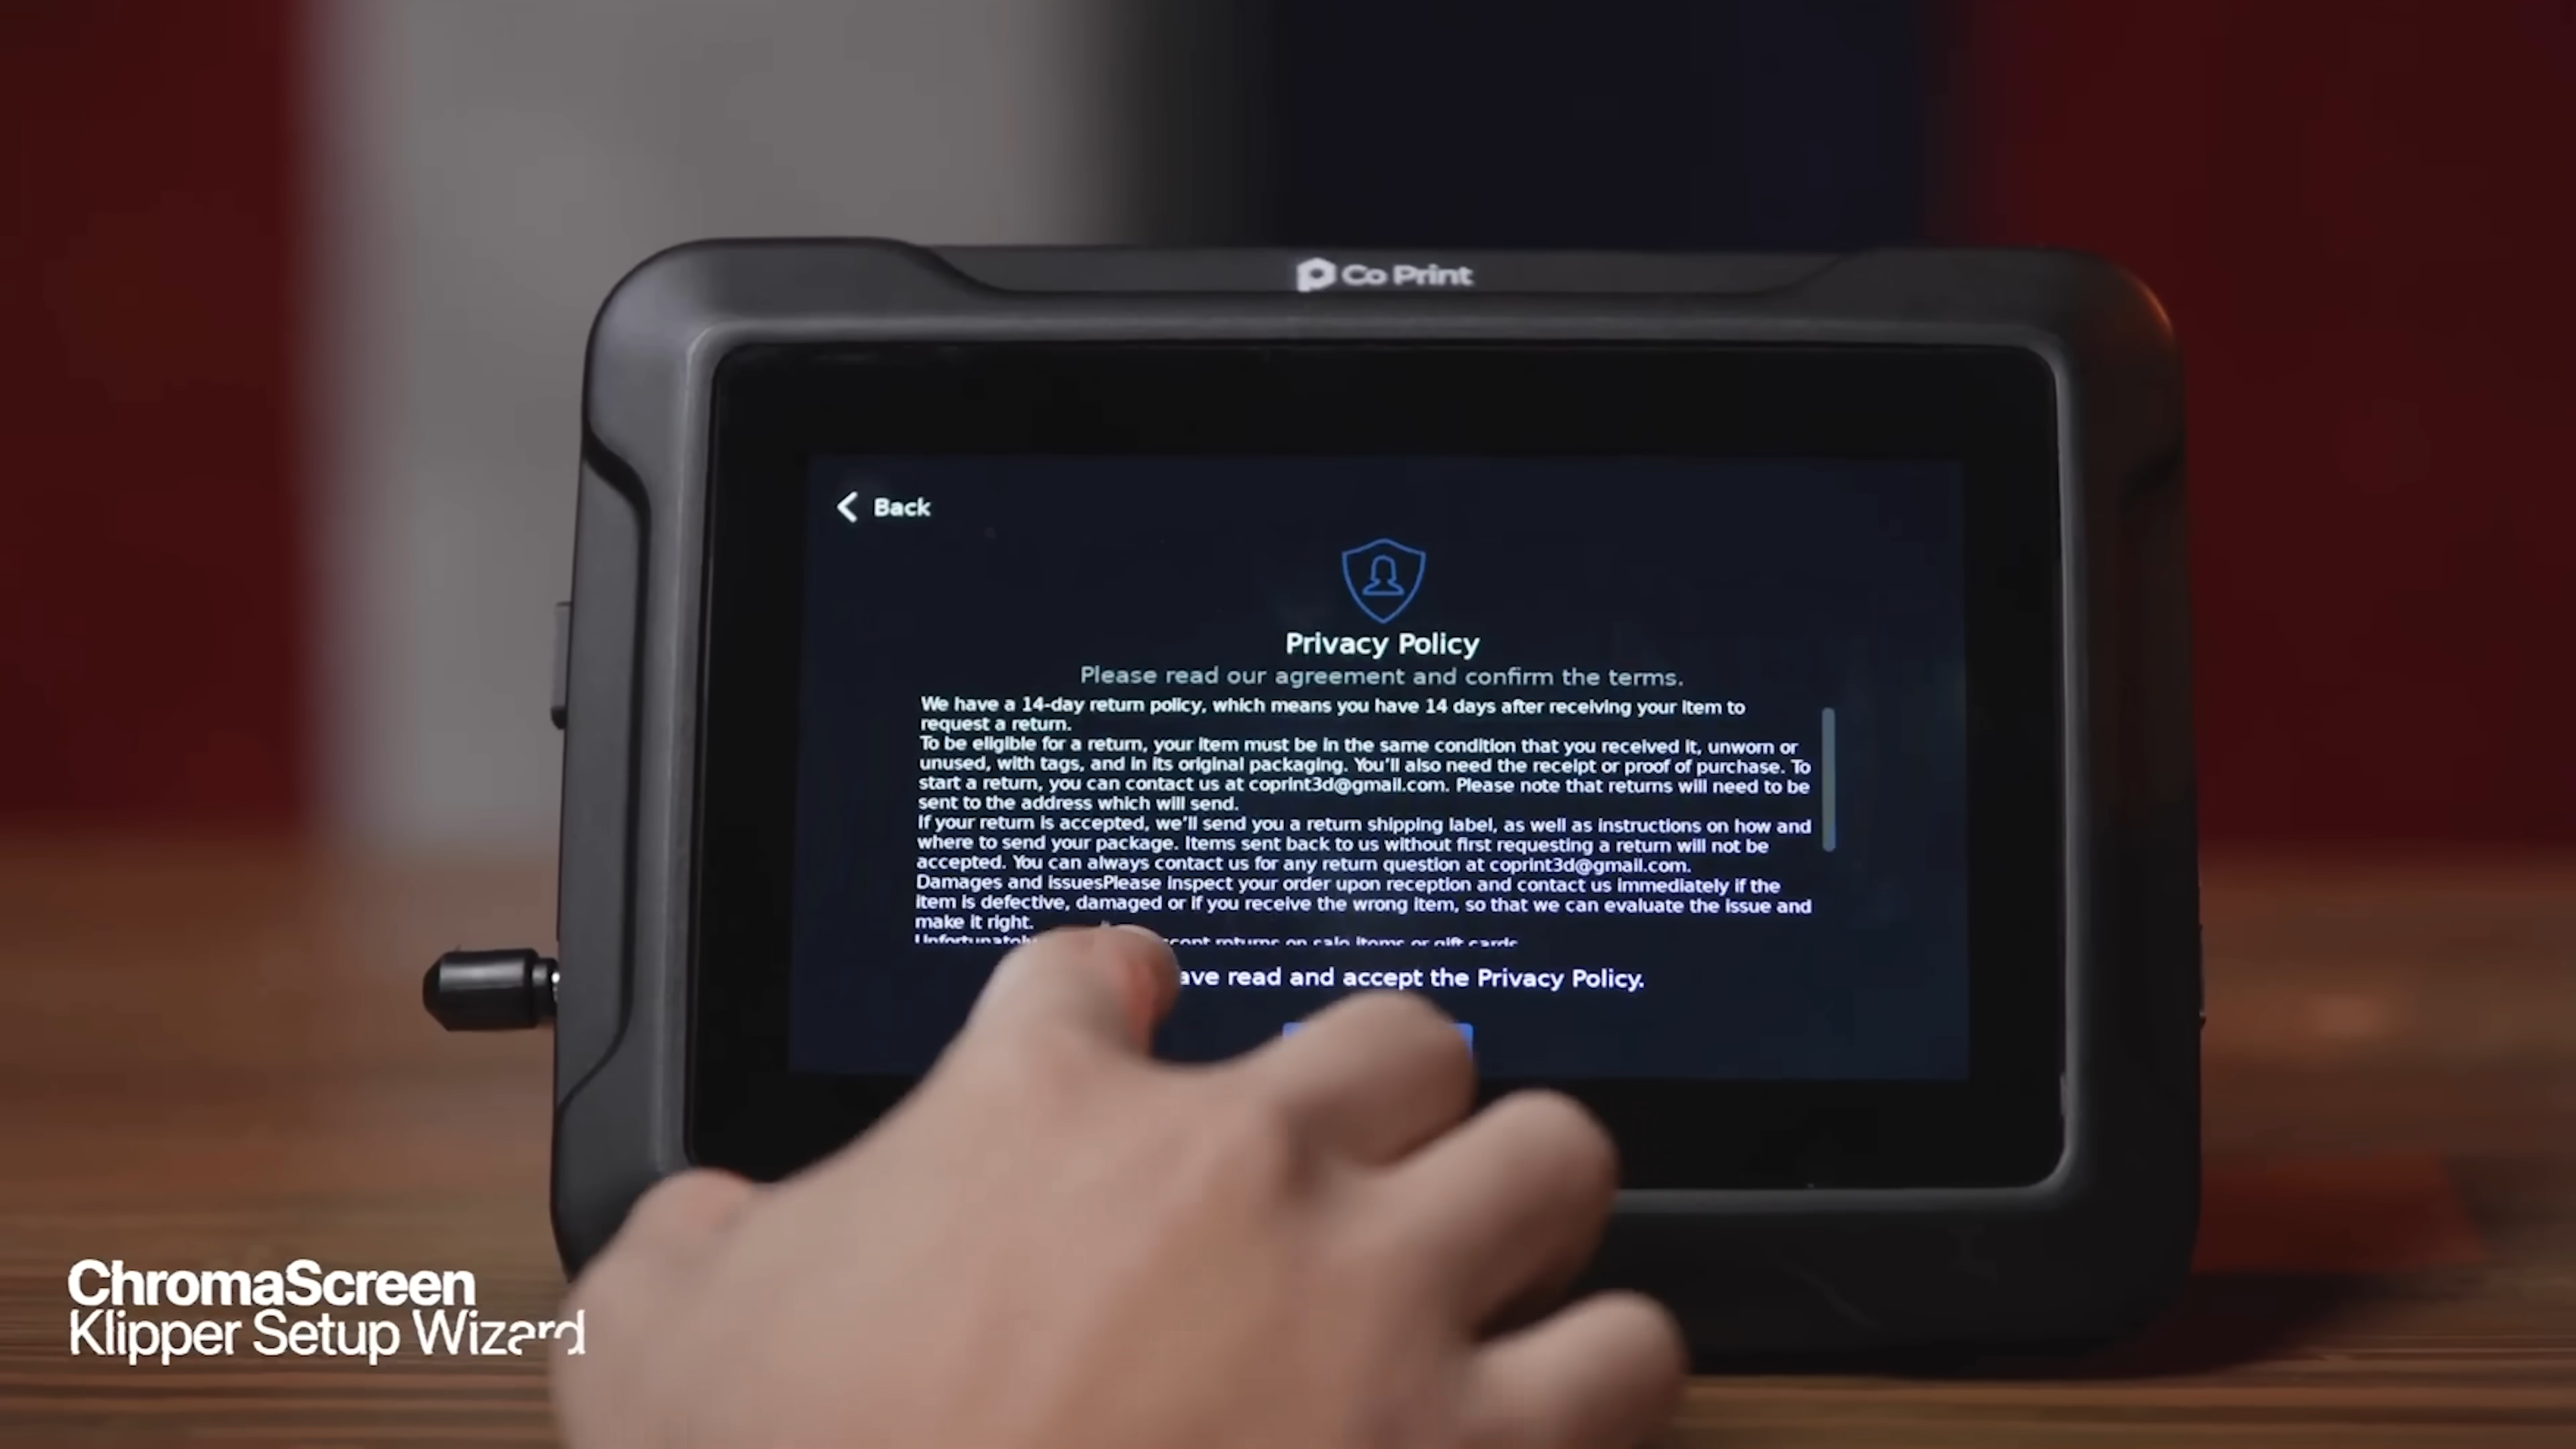 Co Print
Back
Privacy Policy
Please read our agreement and confirm the terms.
We have a 14-day return policy, which means you have 14 days after receiving your item to
request a return.
To be eligible for a return, your item must be in the same condition that you received it, unworn or
unused, with tags, and in its original packaging. You'll also need the receipt or proof of purchase. To
start a return, you can contact us at coprint3d@gmail.com. Please note that returns will need to be
sent to the address which will send.
If your return is accepted, we'll send you a return shipping label, as well as instructions on how and
where to send your package. Items sent back to us without first requesting a return will not be
accepted. You can always contact us for any return question at coprint3d@gmail.com.
Damages and issuesPlease inspect your order upon reception and contact us immediately if the
item is defective, damaged or if you receive the wrong item, so that we can evaluate the issue and
make it right.
Unfortunately returns on sale items or gift cards
read and accept the Privacy Policy.
ChromaScreen
Klipper Setup Wizard